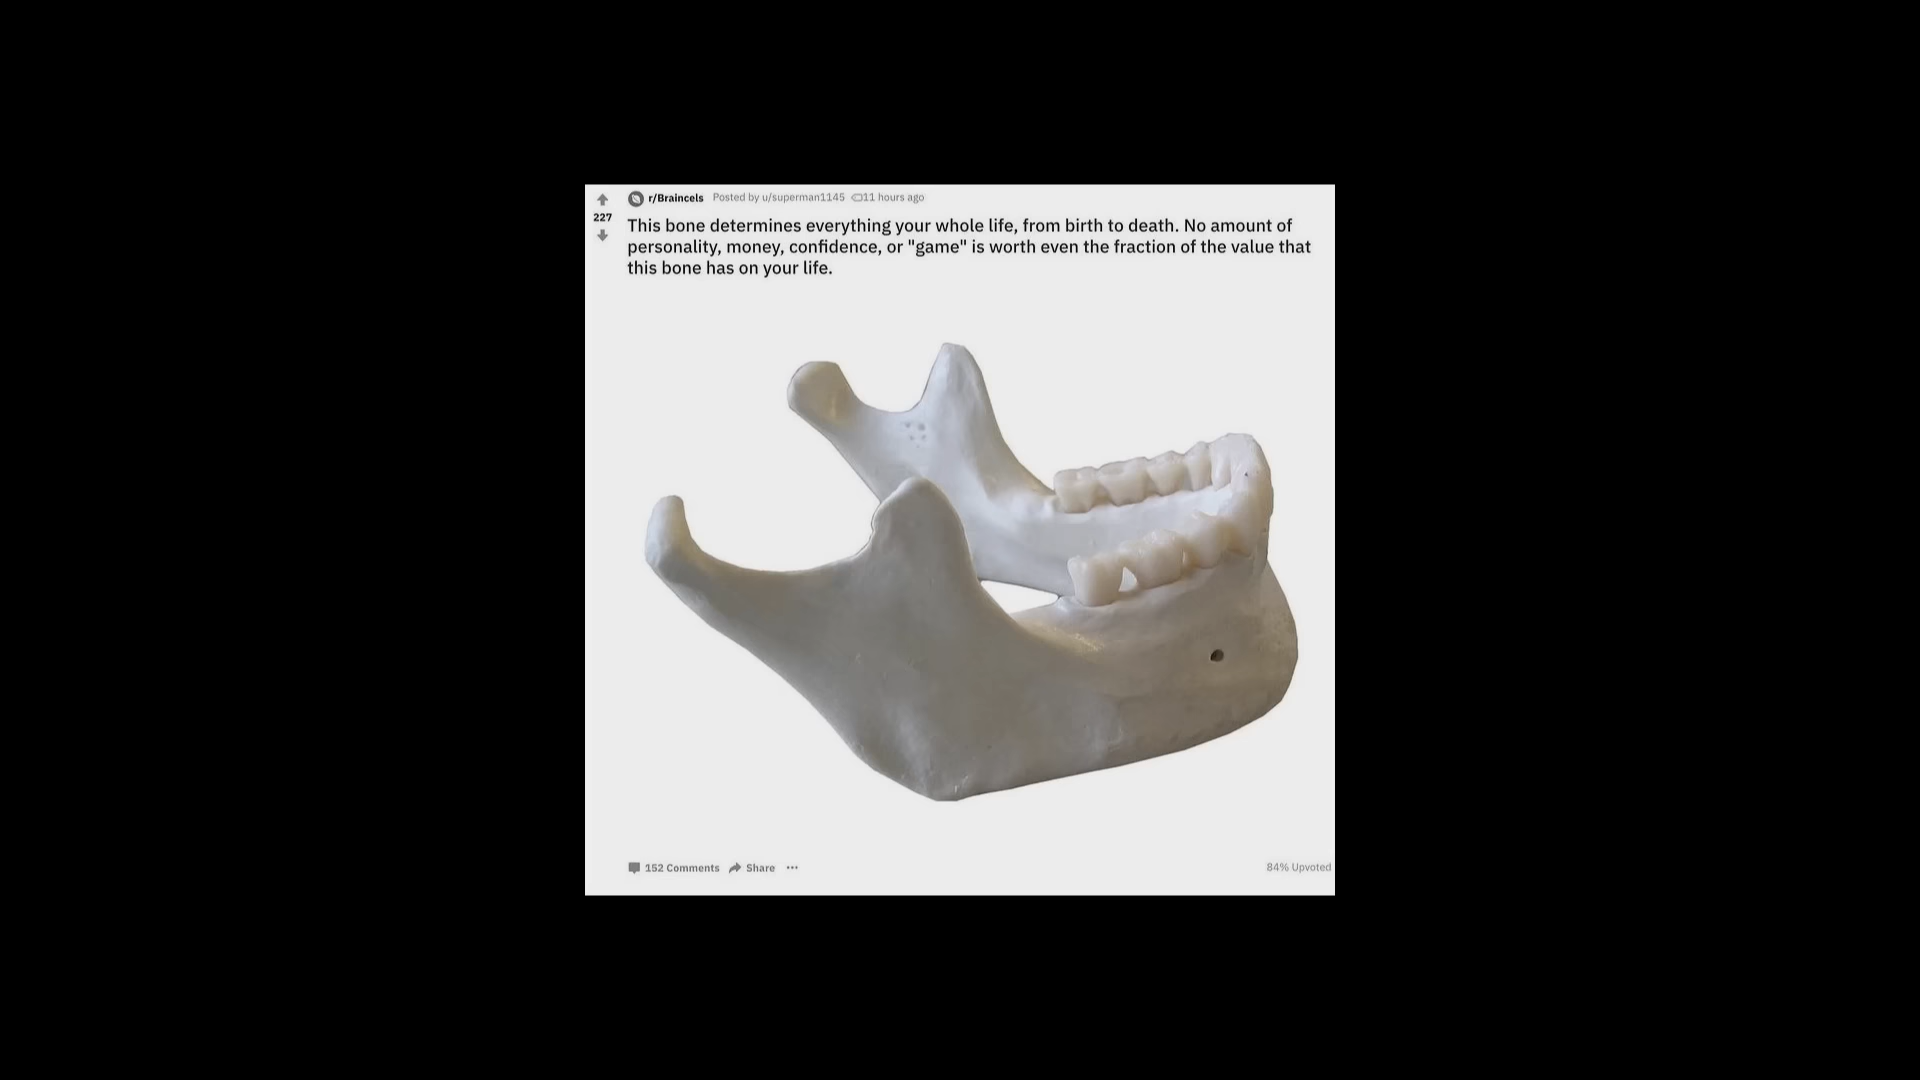 r/Braincels Posted by u/superman1145 11 hours ago
227
This bone determines everything your whole life, from birth to death. No amount of
personality, money, confidence, or "game" is worth even the fraction of the value that
this bone has on your life.
152 Comments Share ···
84% Upvoted